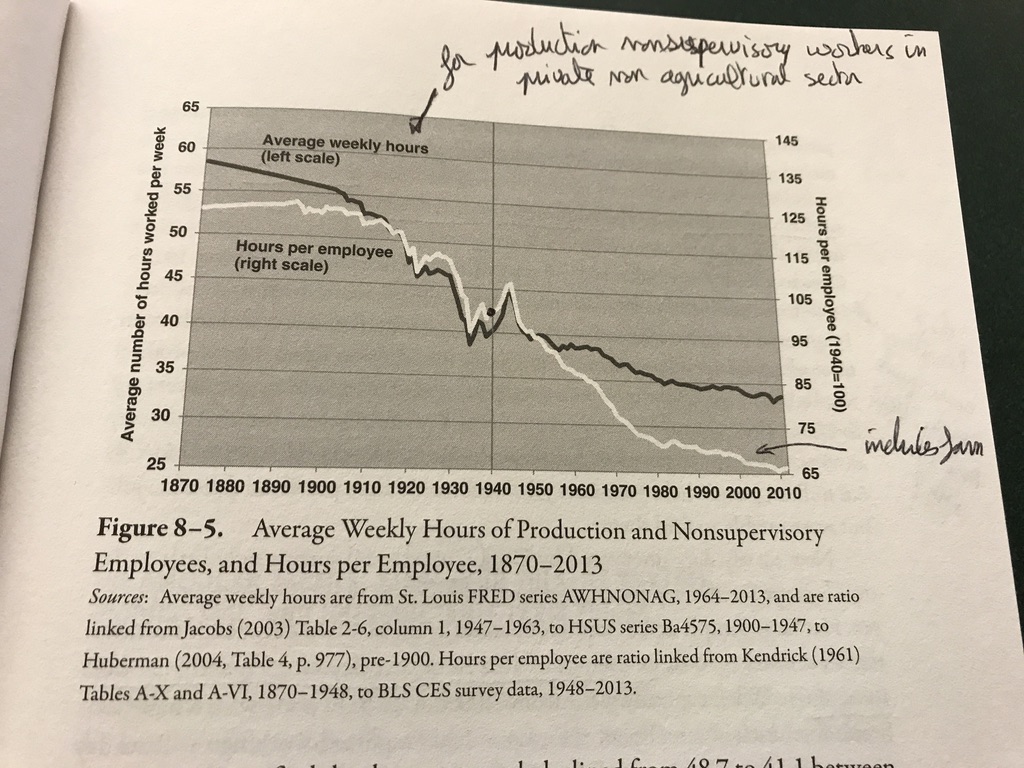 for production nonsupervisory workers in
private non agricultural sector
65
60
55
50
45
40
35
30
25
Average number of hours worked per week
Average weekly hours
(left scale)
Hours per employee
(right scale)
145
135
125
115
105
95
85
75
65
Hours per employee (1940=100)
includes farm
1870 1880 1890 1900 1910 1920 1930 1940 1950 1960 1970 1980 1990 2000 2010
Figure 8–5. Average Weekly Hours of Production and Nonsupervisory
Employees, and Hours per Employee, 1870–2013
Sources: Average weekly hours are from St. Louis FRED series AWHNONAG, 1964–2013, and are ratio
linked from Jacobs (2003) Table 2-6, column 1, 1947–1963, to HSUS series Ba4575, 1900–1947, to
Huberman (2004, Table 4, p. 977), pre-1900. Hours per employee are ratio linked from Kendrick (1961)
Tables A-X and A-VI, 1870–1948, to BLS CES survey data, 1948–2013.
declined from 48.7 to 41.1 between